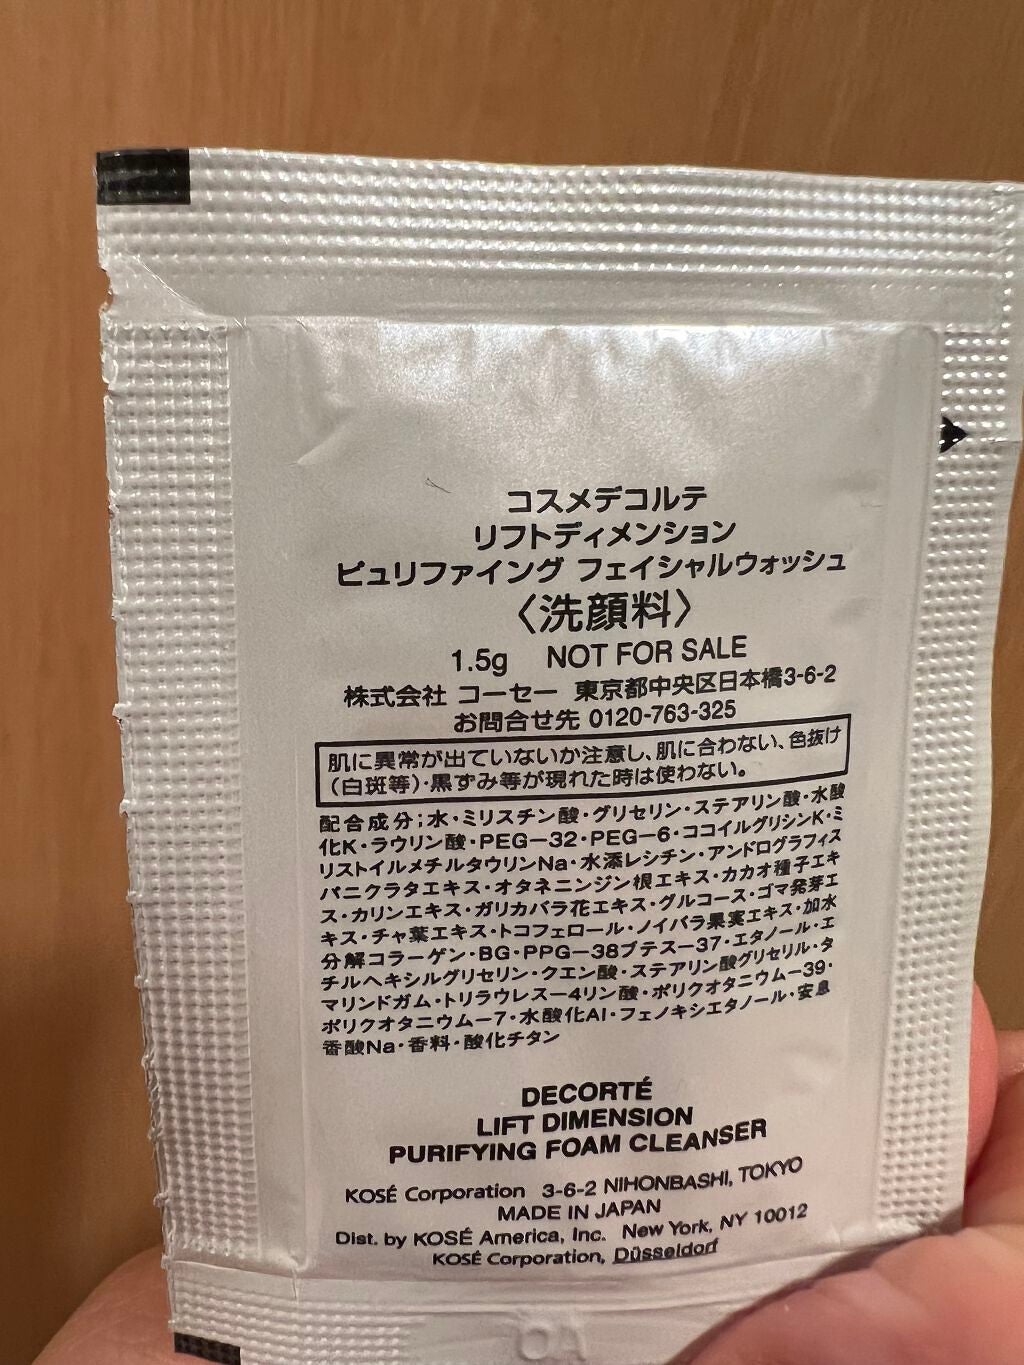 コスメデコルテ
リフトディメンション
ピュリファイング フェイシャルウォッシュ
〈洗顔料〉
1.5g NOT FOR SALE
株式会社 コーセー 東京都中央区日本橋3-6-2
お問合せ先 0120-763-325
肌に異常が出ていないか注意し、肌に合わない、色抜け
(白斑等)・黒ずみ等が現れた時は使わない。
配合成分;水・ミリスチン酸・グリセリン・ステアリン酸・水酸
化K・ラウリン酸・PEG-32・PEG-6・ココイルグリシンK・ミ
リストイルメチルタウリンNa・水添レシチン・アンドログラフィス
パニクラタエキス・オタネニンジン根エキス・カカオ種子エキ
ス・カリンエキス・ガリカバラ花エキス・グルコース・ゴマ発芽エ
キス・チャ葉エキス・トコフェロール・ノイバラ果実エキス・加水
分解コラーゲン・BG・PPG-38ブテス-37・エタノール・エ
チルヘキシルグリセリン・クエン酸・ステアリン酸グリセリル・タ
マリンドガム・トリラウレス-4リン酸・ポリクオタニウム-39・
ポリクオタニウム-7・水酸化Al・フェノキシエタノール・安息
香酸Na・香料・酸化チタン
DECORTÉ
LIFT DIMENSION
PURIFYING FOAM CLEANSER
KOSÉ Corporation 3-6-2 NIHONBASHI, TOKYO
MADE IN JAPAN
Dist. by KOSÉ America, Inc. New York, NY 10012
KOSÉ Corporation, Düsseldorf
OA